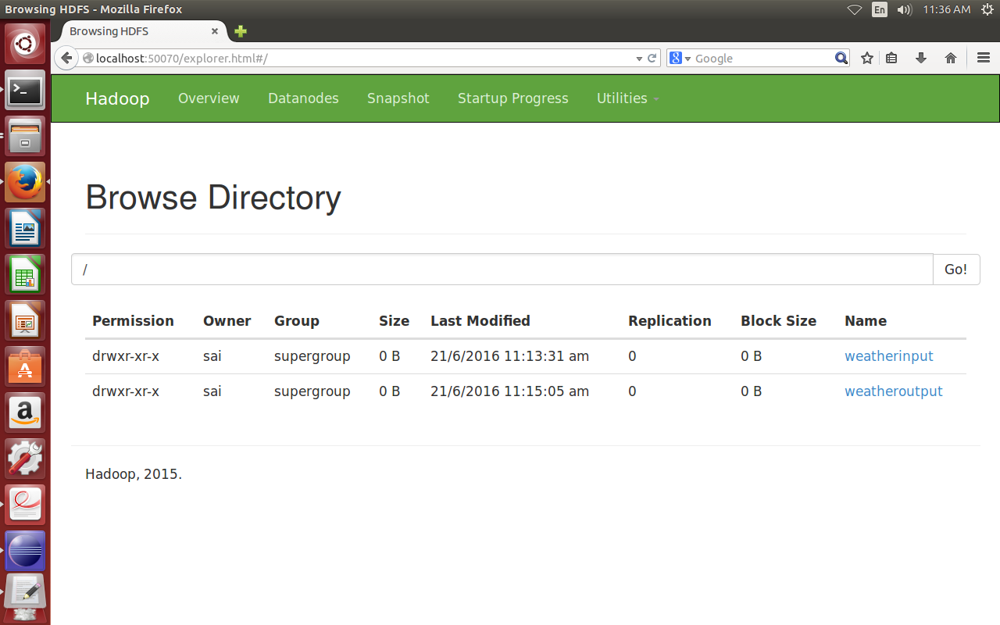 Browsing HDFS - Mozilla Firefox En 11:36 AM
Browsing HDFS
localhost:50070/explorer.html#/ 8 Google
Hadoop Overview Datanodes Snapshot Startup Progress Utilities
Browse Directory
/ Go!
Permission Owner Group Size Last Modified Replication Block Size Name
drwxr-xr-x sai supergroup 0 B 21/6/2016 11:13:31 am 0 0 B weatherinput
drwxr-xr-x sai supergroup 0 B 21/6/2016 11:15:05 am 0 0 B weatheroutput
Hadoop, 2015.